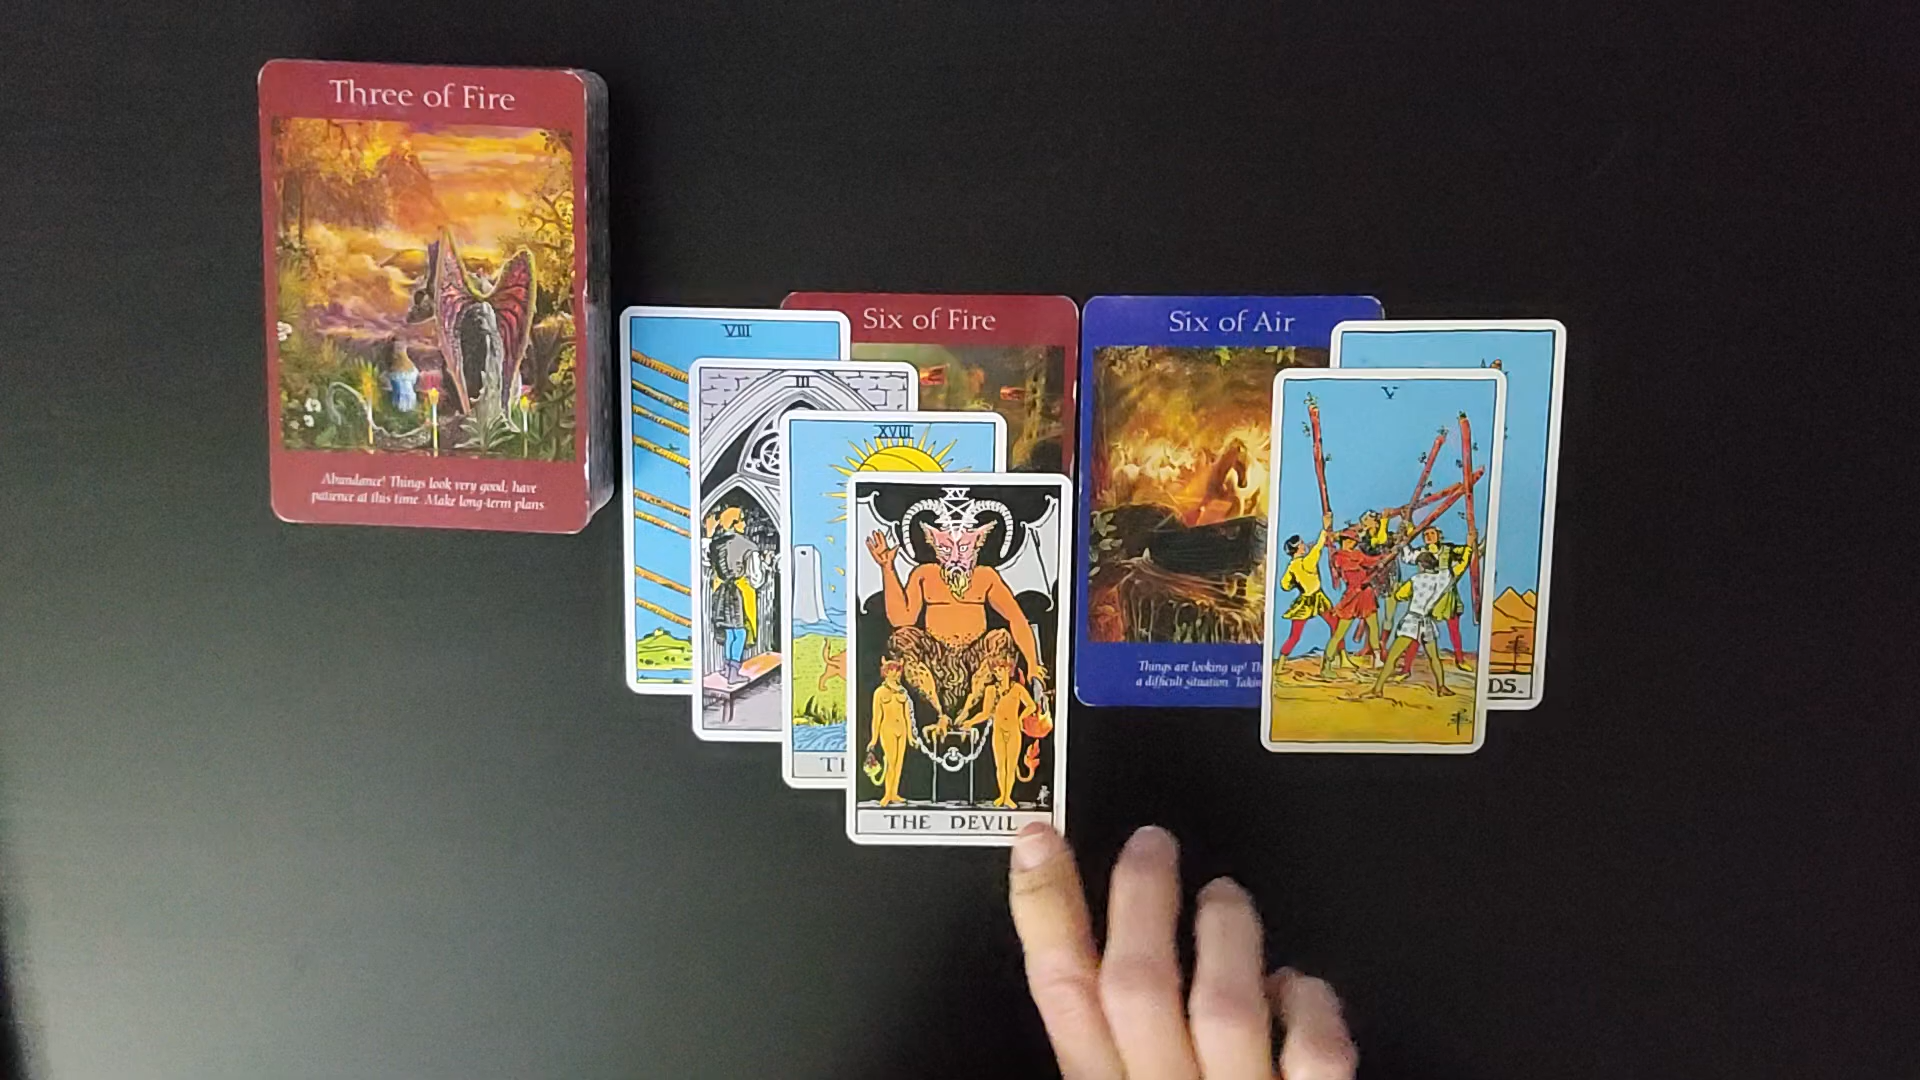 Three of Fire
Abundance! Things look very good, have
patience at this time. Make long-term plans.
VIII
Six of Fire
Six of Air
III
V
XVIII
XV
Things are looking up!
a difficult situation.
DS.
TH
THE DEVIL